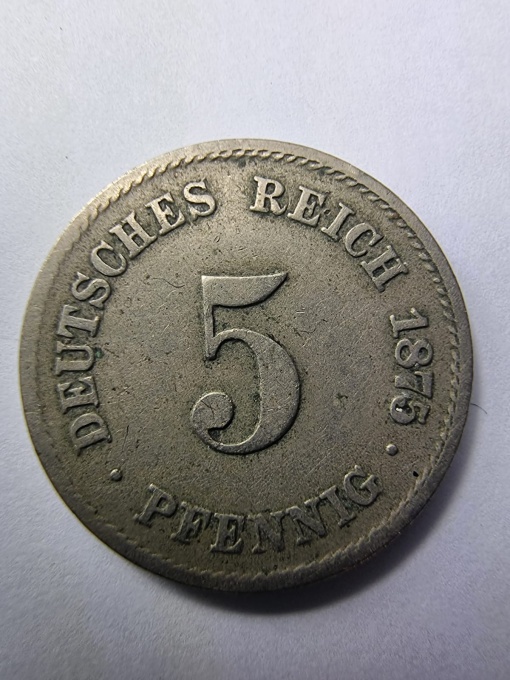 DEUTSCHES REICH 1875
5
· PFENNIG ·